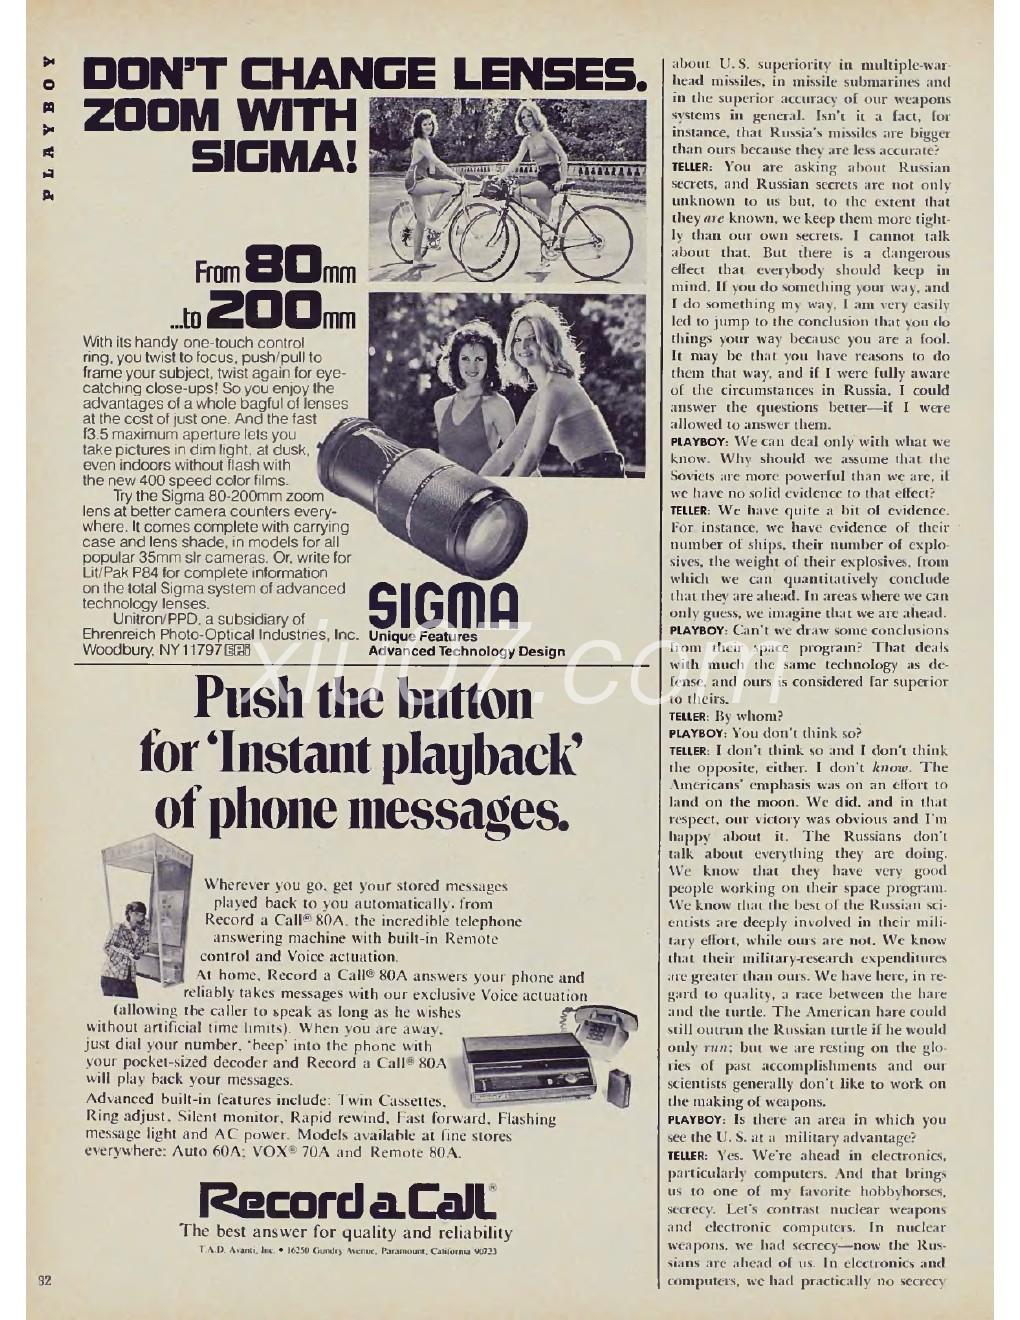 PLAYBOY
DON'T CHANGE LENSES.
ZOOM WITH
SIGMA!
From 80mm
...to 200mm
With its handy one-touch control
ring, you twist to focus, push/pull to
frame your subject, twist again for eye-
catching close-ups! So you enjoy the
advantages of a whole bagful of lenses
at the cost of just one. And the fast
f3.5 maximum aperture lets you
take pictures in dim light, at dusk,
even indoors without flash with
the new 400 speed color films.
Try the Sigma 80-200mm zoom
lens at better camera counters every-
where. It comes complete with carrying
case and lens shade, in models for all
popular 35mm slr cameras. Or, write for
Lit/Pak P84 for complete information
on the total Sigma system of advanced
technology lenses.
Unitron/PPD, a subsidiary of
Ehrenreich Photo-Optical Industries, Inc.
Woodbury, NY 11797
SIGMA
Unique Features
Advanced Technology Design
Push the button
for 'Instant playback'
of phone messages.
Wherever you go, get your stored messages
played back to you automatically, from
Record a Call® 80A, the incredible telephone
answering machine with built-in Remote
control and Voice actuation.
At home, Record a Call® 80A answers your phone and
reliably takes messages with our exclusive Voice actuation
(allowing the caller to speak as long as he wishes
without artificial time limits). When you are away,
just dial your number, 'beep' into the phone with
your pocket-sized decoder and Record a Call® 80A
will play back your messages.
Advanced built-in features include: Twin Cassettes,
Ring adjust, Silent monitor, Rapid rewind, Fast forward, Flashing
message light and AC power. Models available at fine stores
everywhere: Auto 60A; VOX® 70A and Remote 80A.
Record a Call®
The best answer for quality and reliability
T.A.D. Avanti, Inc. • 16250 Gundry Avenue, Paramount, California 90723
82
about U.S. superiority in multiple-war-
head missiles, in missile submarines and
in the superior accuracy of our weapons
systems in general. Isn't it a fact, for
instance, that Russia's missiles are bigger
than ours because they are less accurate?
TELLER: You are asking about Russian
secrets, and Russian secrets are not only
unknown to us but, to the extent that
they are known, we keep them more tight-
ly than our own secrets. I cannot talk
about that. But there is a dangerous
effect that everybody should keep in
mind. If you do something your way, and
I do something my way, I am very easily
led to jump to the conclusion that you do
things your way because you are a fool.
It may be that you have reasons to do
them that way, and if I were fully aware
of the circumstances in Russia, I could
answer the questions better—if I were
allowed to answer them.
PLAYBOY: We can deal only with what we
know. Why should we assume that the
Soviets are more powerful than we are, if
we have no solid evidence to that effect?
TELLER: We have quite a bit of evidence.
For instance, we have evidence of their
number of ships, their number of explo-
sives, the weight of their explosives, from
which we can quantitatively conclude
that they are ahead. In areas where we can
only guess, we imagine that we are ahead.
PLAYBOY: Can't we draw some conclusions
from their space program? That deals
with much the same technology as de-
fense, and ours is considered far superior
to theirs.
TELLER: By whom?
PLAYBOY: You don't think so?
TELLER: I don't think so and I don't think
the opposite, either. I don't know. The
Americans' emphasis was on an effort to
land on the moon. We did, and in that
respect, our victory was obvious and I'm
happy about it. The Russians don't
talk about everything they are doing.
We know that they have very good
people working on their space program.
We know that the best of the Russian sci-
entists are deeply involved in their mili-
tary effort, while ours are not. We know
that their military-research expenditures
are greater than ours. We have here, in re-
gard to quality, a race between the hare
and the turtle. The American hare could
still outrun the Russian turtle if he would
only run; but we are resting on the glo-
ries of past accomplishments and our
scientists generally don't like to work on
the making of weapons.
PLAYBOY: Is there an area in which you
see the U.S. at a military advantage?
TELLER: Yes. We're ahead in electronics,
particularly computers. And that brings
us to one of my favorite hobbyhorses,
secrecy. Let's contrast nuclear weapons
and electronic computers. In nuclear
weapons, we had secrecy—now the Rus-
sians are ahead of us. In electronics and
computers, we had practically no secrecy
xiu07.com